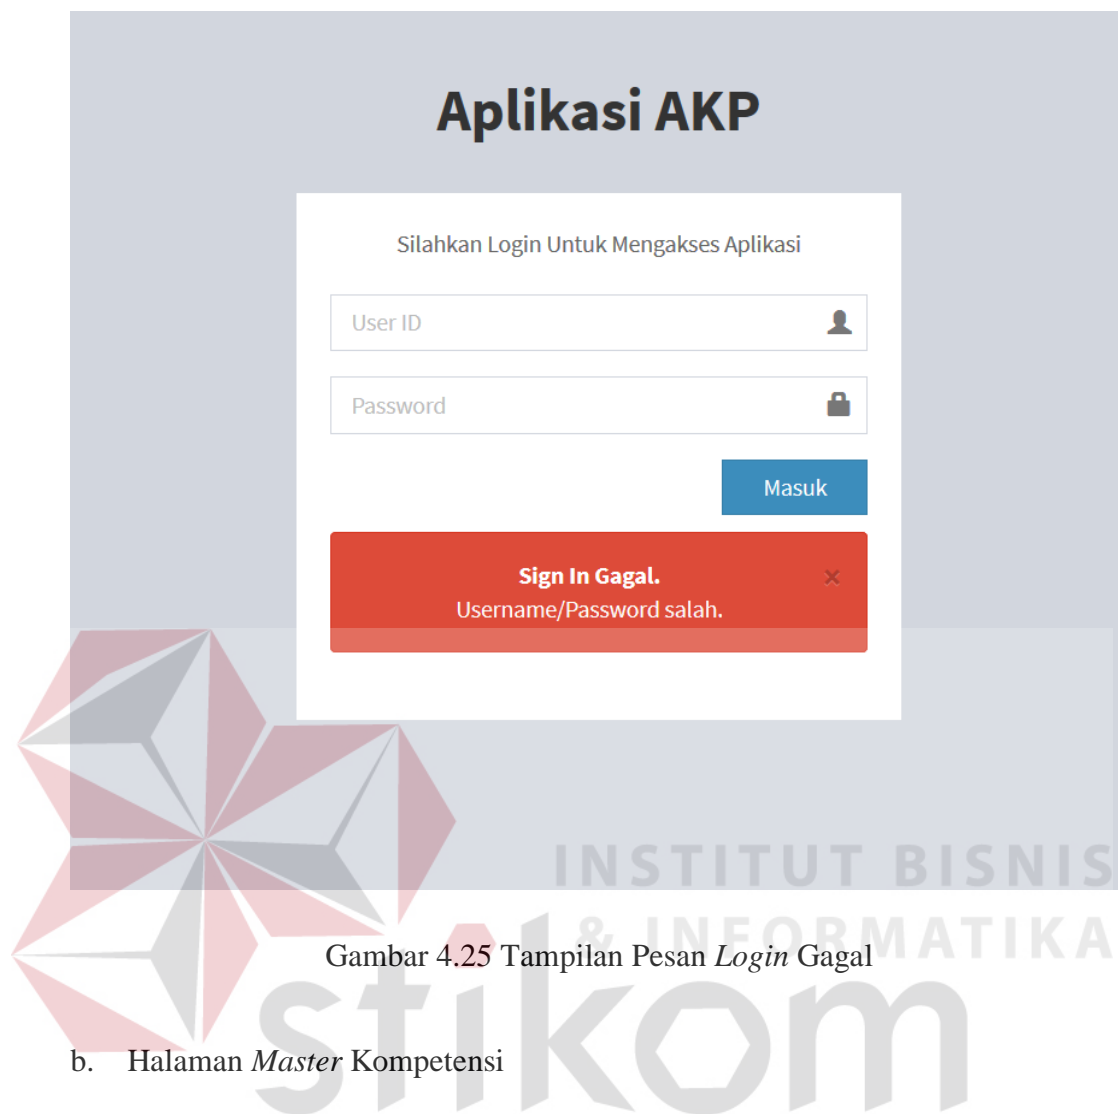 Aplikasi AKP
Silahkan Login Untuk Mengakses Aplikasi
User ID
Password
Masuk
Sign In Gagal.
×
Username/Password salah.
INSTITUT BISNIS
& INFORMATIKA
Gambar 4.25 Tampilan Pesan Login Gagal
stikom
b. Halaman Master Kompetensi